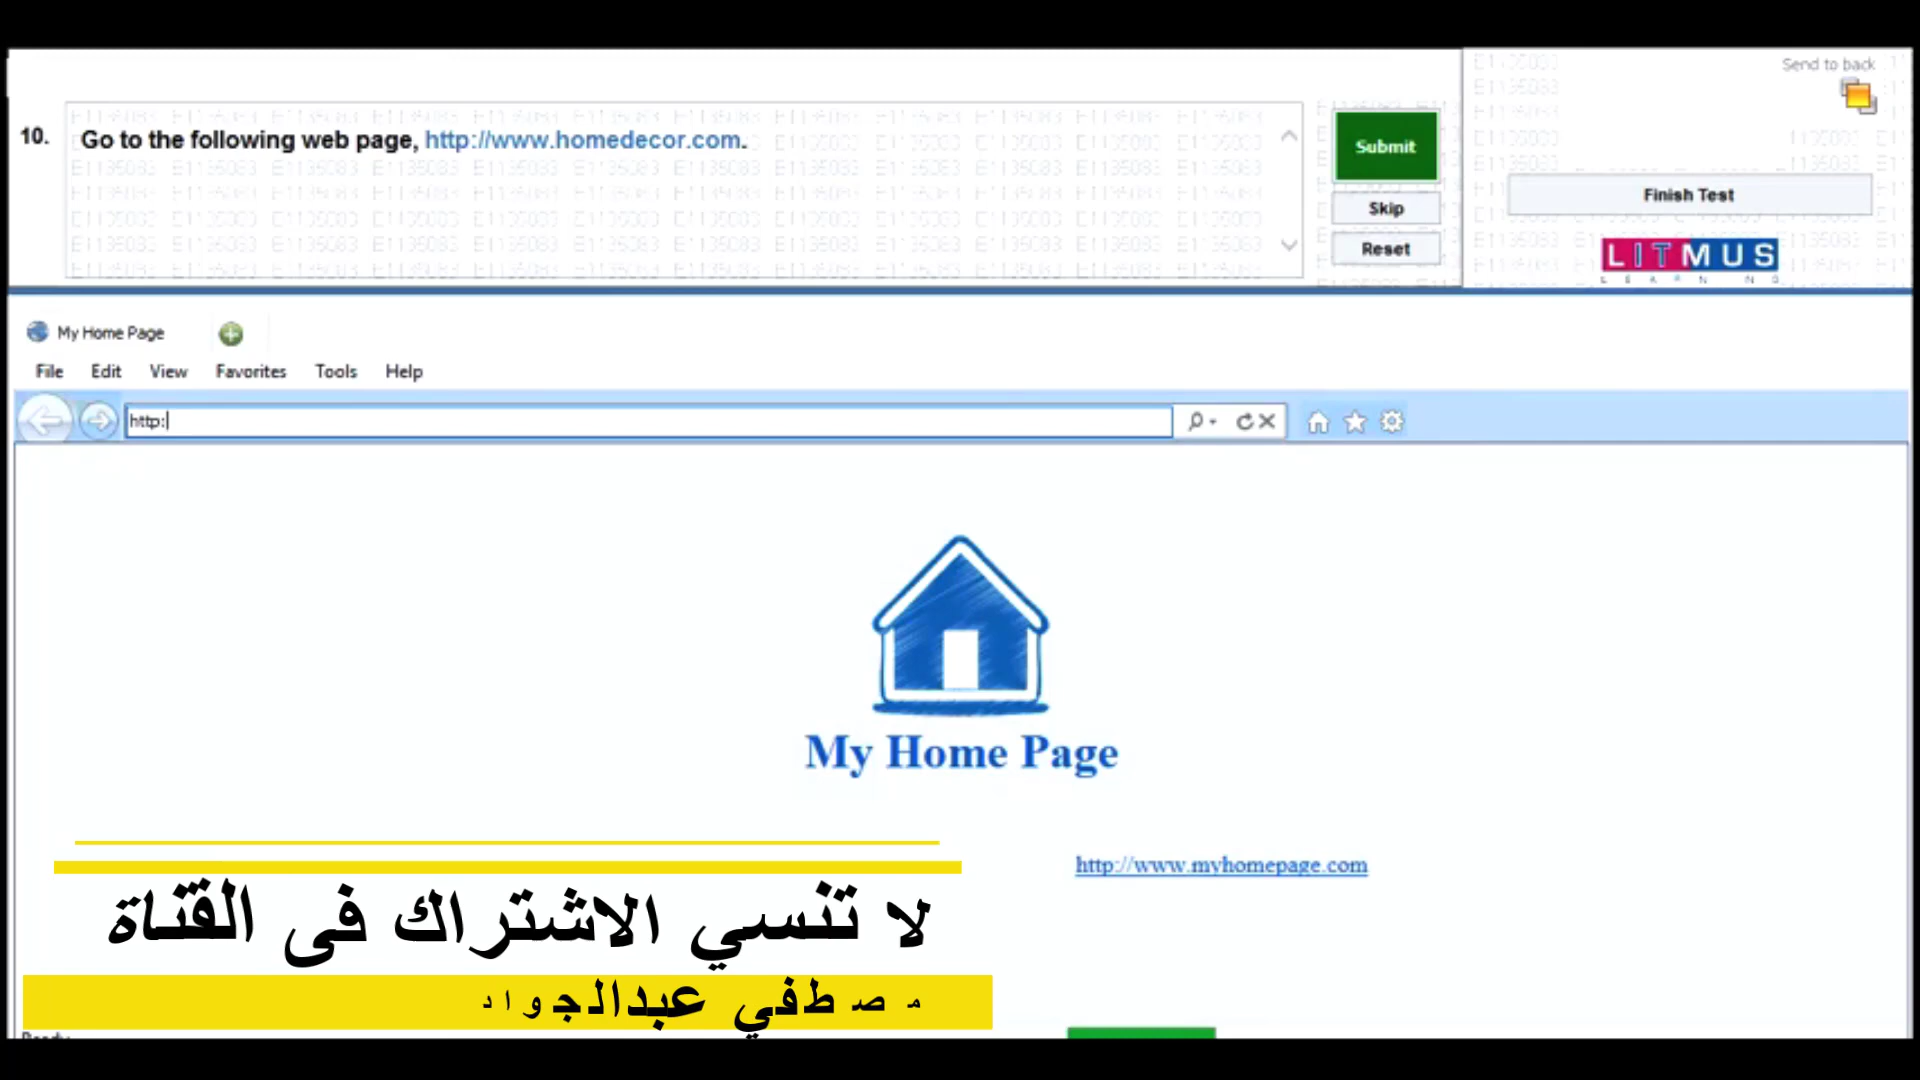 Send to back
10. Go to the following web page, http://www.homedecor.com.
Submit
Skip
Reset
Finish Test
LITMUS
LEARNING
My Home Page
File Edit View Favorites Tools Help
http:
My Home Page
http://www.myhomepage.com
لا تنسي الاشتراك فى القناة
مصطفي عبدالجواد